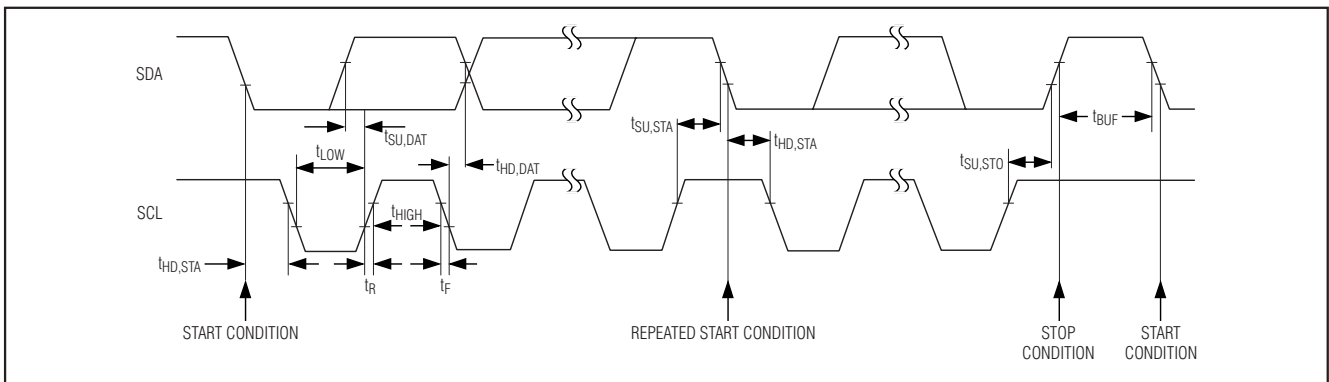 SDA
tSU,DAT
tLOW
tHD,DAT
tSU,STA
tHD,STA
tBUF
tSU,STO
SCL
tHIGH
tHD,STA
tR
tF
START CONDITION
REPEATED START CONDITION
STOP
CONDITION
START
CONDITION